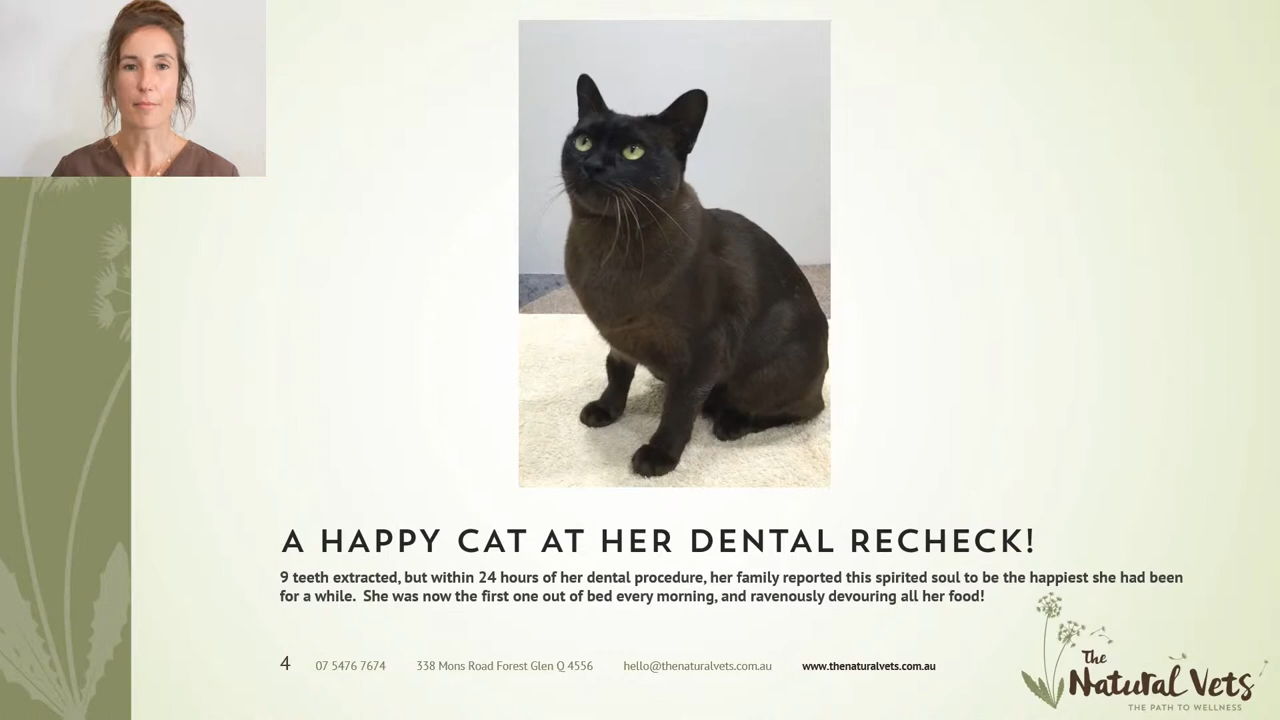 A HAPPY CAT AT HER DENTAL RECHECK!
9 teeth extracted, but within 24 hours of her dental procedure, her family reported this spirited soul to be the happiest she had been
for a while.  She was now the first one out of bed every morning, and ravenously devouring all her food!
4 07 5476 7674 338 Mons Road Forest Glen Q 4556 hello@thenaturalvets.com.au www.thenaturalvets.com.au
The
Natural Vets
THE PATH TO WELLNESS